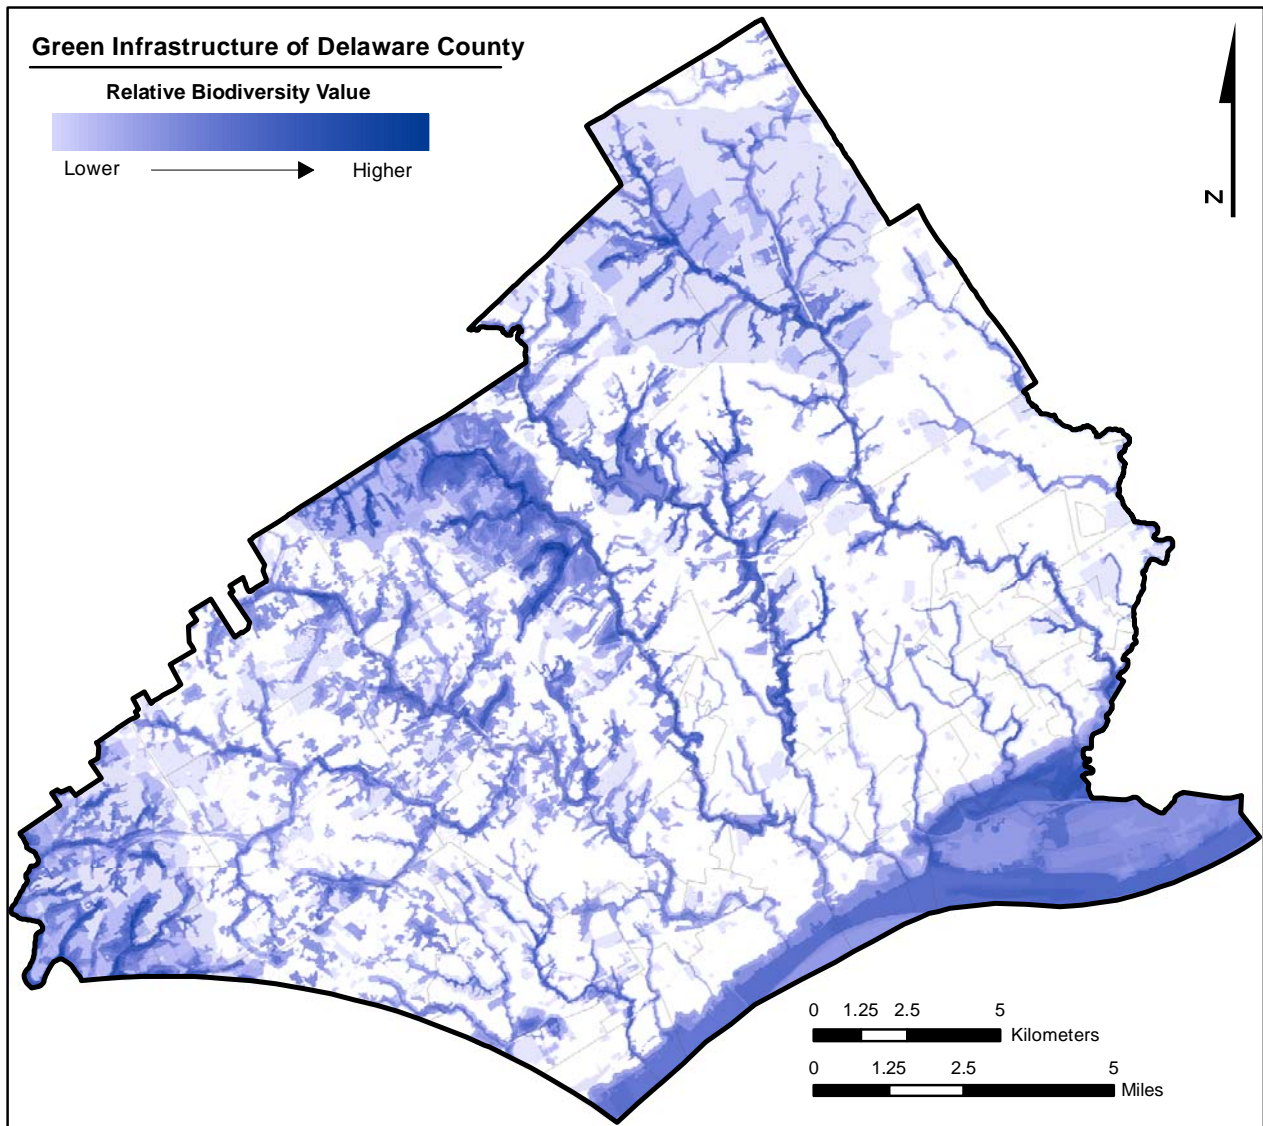 Green Infrastructure of Delaware County
Relative Biodiversity Value
Lower Higher
N
0 1.25 2.5 5
Kilometers
0 1.25 2.5 5
Miles